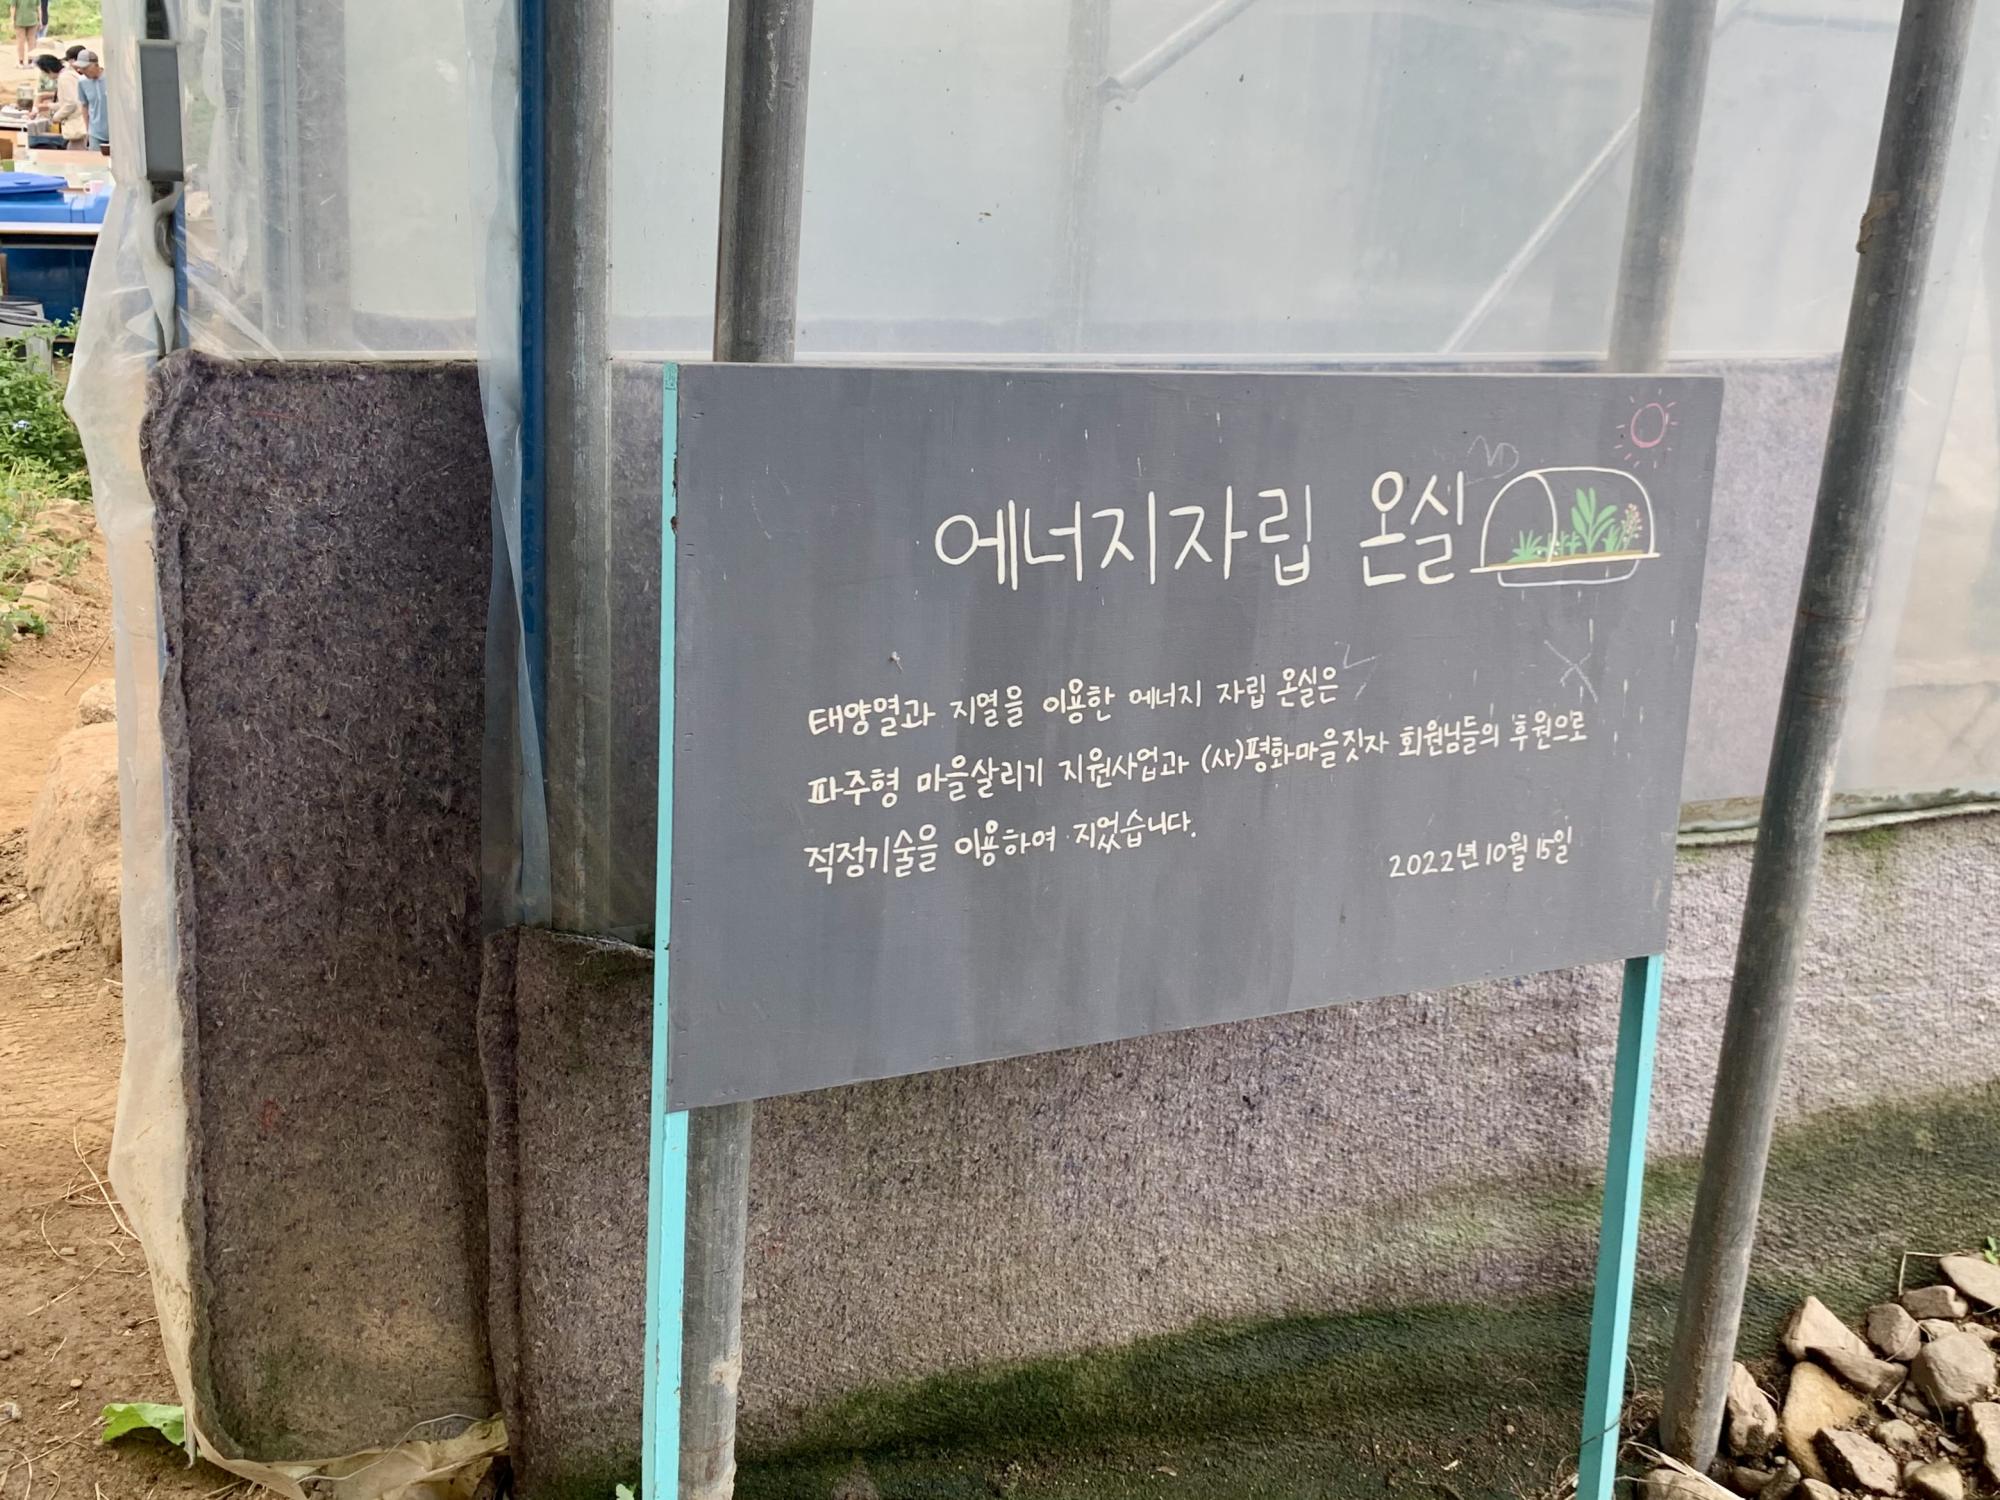 에너지자립 온실
태양열과 지열을 이용한 에너지 자립 온실은
파주형 마을살리기 지원사업과 (사)평화마을짓자 회원님들의 후원으로
적정기술을 이용하여 지었습니다.
2022년 10월 15일